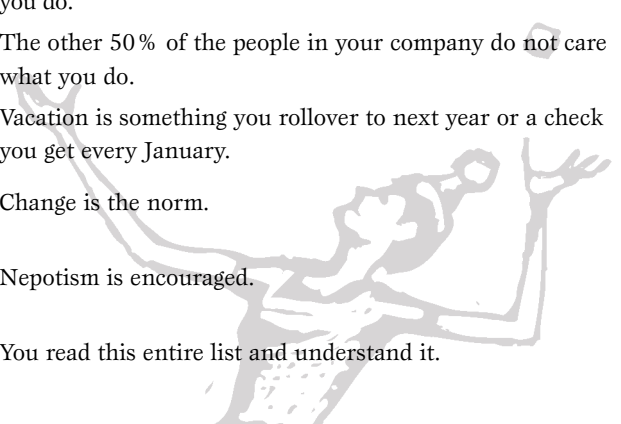 you do.
The other 50% of the people in your company do not care
what you do.
Vacation is something you rollover to next year or a check
you get every January.
Change is the norm.
Nepotism is encouraged.
You read this entire list and understand it.